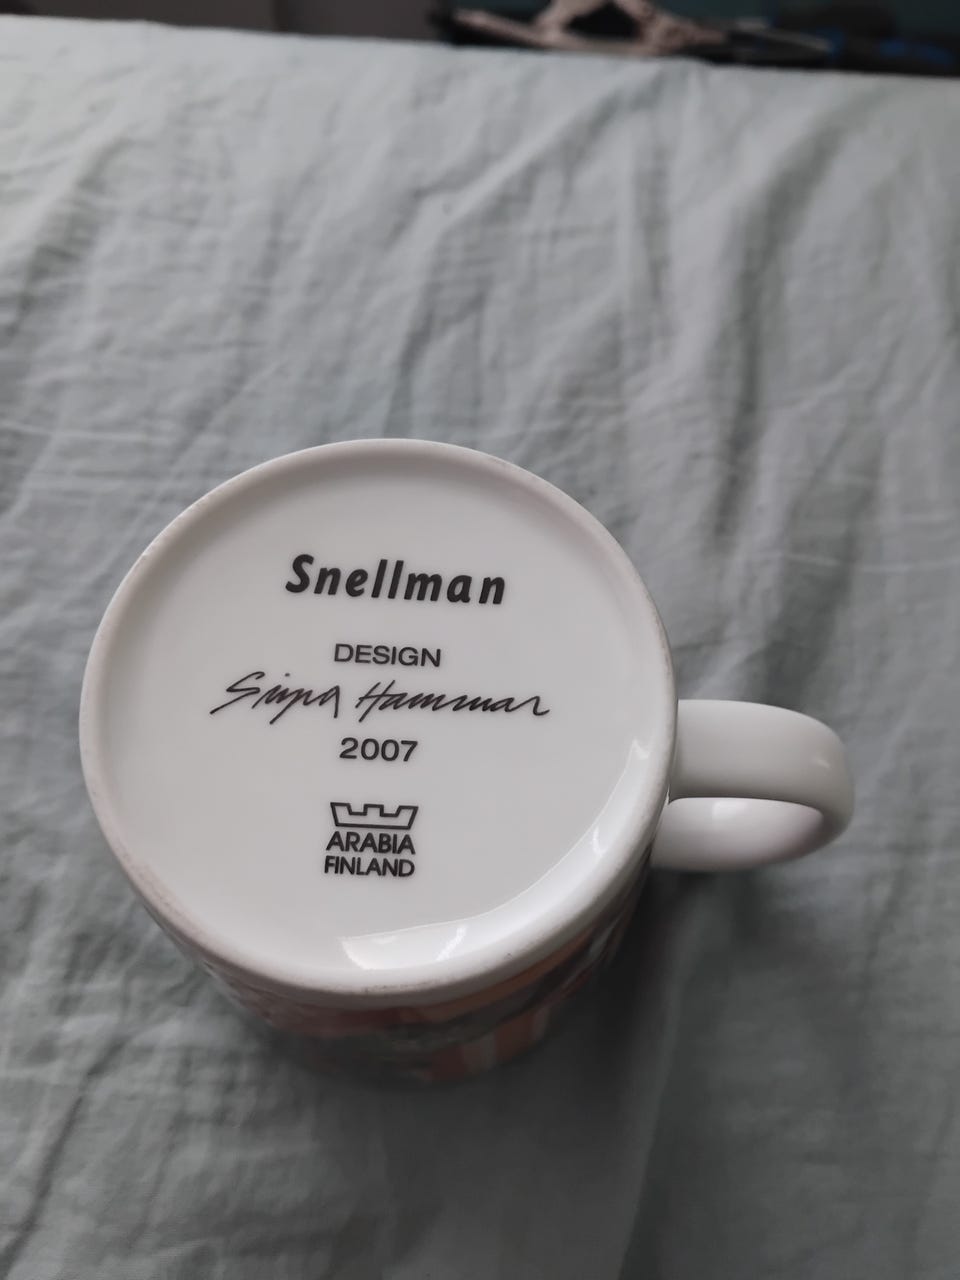 Snellman
DESIGN
Sirpa Hammar
2007
ARABIA
FINLAND